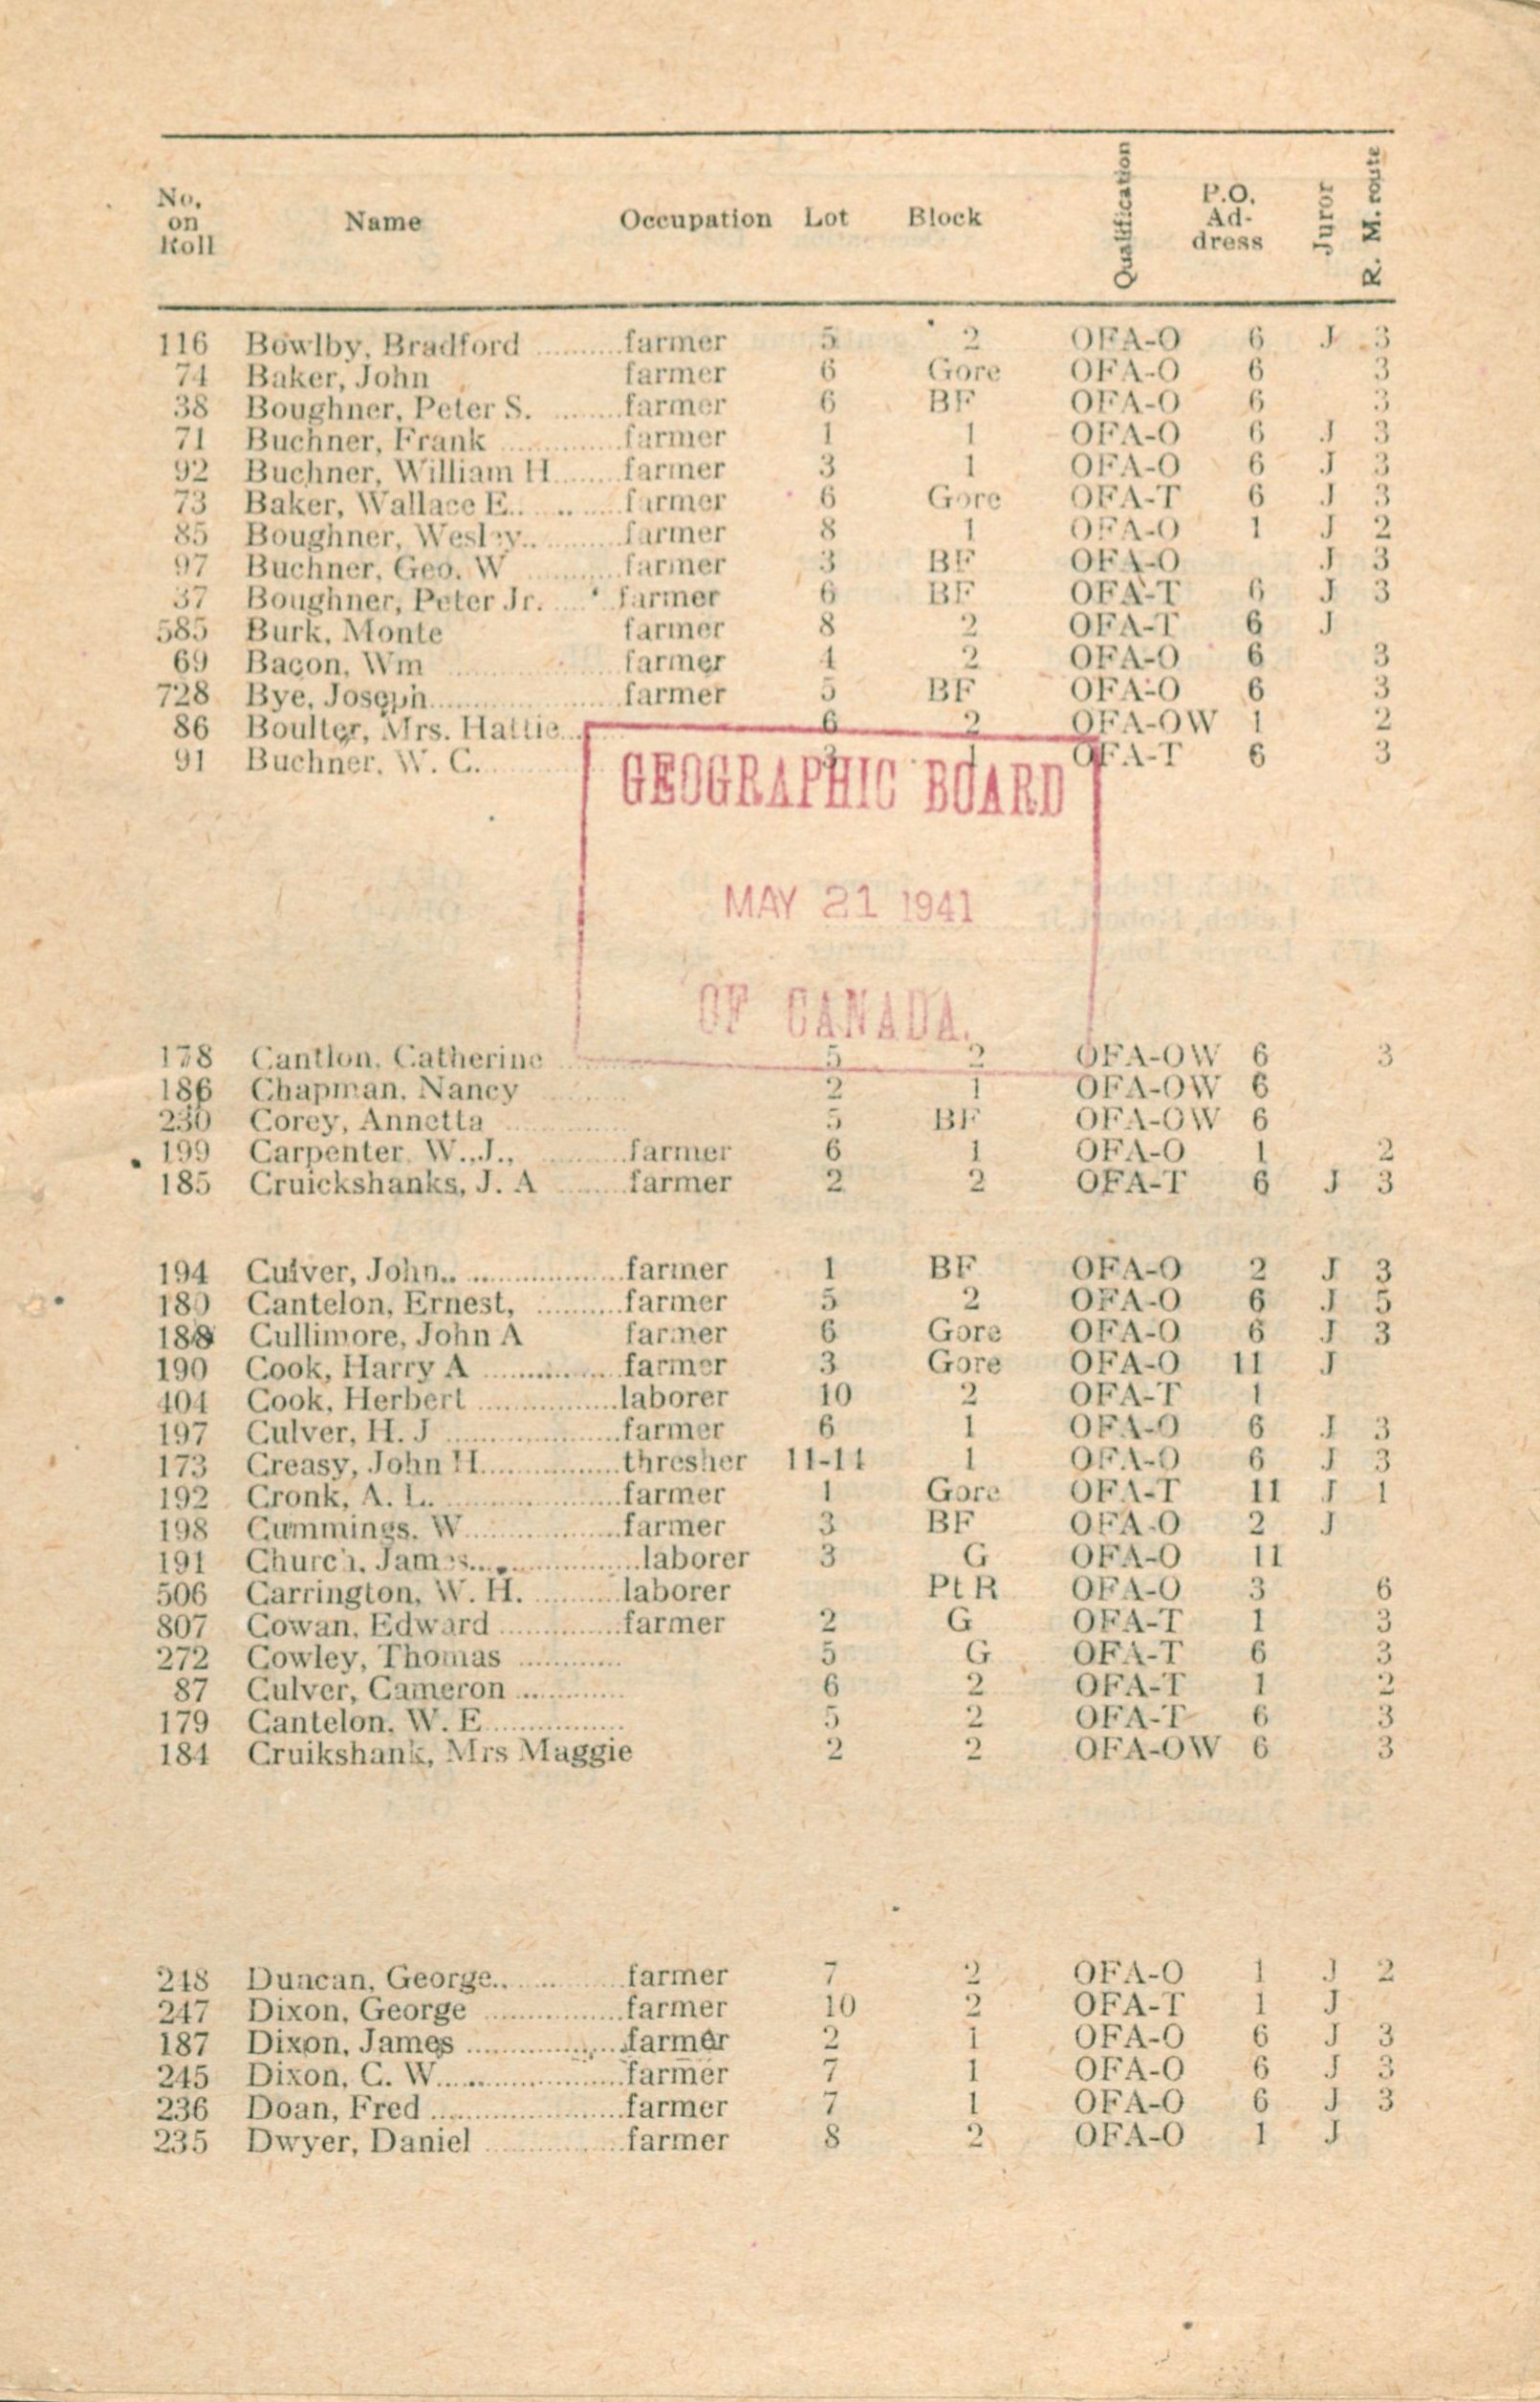 No. on Roll Name Occupation Lot Block Qualification P.O. Ad- dress Juror R. M. route
116 Bowlby, Bradford ........... farmer 5 2 OFA-O 6 J 3
74 Baker, John farmer 6 Gore OFA-O 6 3
38 Boughner, Peter S. ......... farmer 6 BF OFA-O 6 3
71 Buchner, Frank ............... farmer 1 1 OFA-O 6 J 3
92 Buchner, William H........ farmer 3 1 OFA-O 6 J 3
73 Baker, Wallace E.. .. ...... farmer 6 Gore OFA-T 6 J 3
85 Boughner, Wesley.. ......... farmer 8 1 OFA-O 1 J 2
97 Buchner, Geo. W ............ farmer 3 BF OFA-O J 3
37 Boughner, Peter Jr. .... farmer 6 BF OFA-T 6 J 3
585 Burk, Monte farmer 8 2 OFA-T 6 J
69 Bacon, Wm .................... farmer 4 2 OFA-O 6 3
728 Bye, Joseph........................ farmer 5 BF OFA-O 6 3
86 Boulter, Mrs. Hattie... 6 2 OFA-OW 1 2
91 Buchner, W. C............... 3 1 OFA-T 6 3
GEOGRAPHIC BOARD
MAY 21 1941
OF CANADA.
178 Cantlon, Catherine 5 2 OFA-OW 6 3
186 Chapman, Nancy .......... 2 1 OFA-OW 6
230 Corey, Annetta .............. 5 BF OFA-OW 6
199 Carpenter, W.,J., .......... farmer 6 1 OFA-O 1 2
185 Cruickshanks, J. A ........ farmer 2 2 OFA-T 6 J 3
194 Culver, John.. .................. farmer 1 BF OFA-O 2 J 3
180 Cantelon, Ernest, .......... farmer 5 2 OFA-O 6 J 5
188 Cullimore, John A farmer 6 Gore OFA-O 6 J 3
190 Cook, Harry A ................ farmer 3 Gore OFA-O 11 J
404 Cook, Herbert ................ laborer 10 2 OFA-T 1
197 Culver, H. J .................... farmer 6 1 OFA-O 6 J 3
173 Creasy, John H................ thresher 11-11 1 OFA-O 6 J 3
192 Cronk, A. L. .................... farmer 1 Gore OFA-T 11 J 1
198 Cummings, W.................. farmer 3 BF OFA-O 2 J
191 Church, James................... laborer 3 G OFA-O 11
506 Carrington, W. H. .......... laborer Pt R OFA-O 3 6
807 Cowan, Edward .............. farmer 2 G OFA-T 1 3
272 Cowley, Thomas ............ 5 G OFA-T 6 3
87 Culver, Cameron ............. 6 2 OFA-T 1 2
179 Cantelon, W. E................ 5 2 OFA-T 6 3
184 Cruikshank, Mrs Maggie 2 2 OFA-OW 6 3
248 Duncan, George.. ............ farmer 7 2 OFA-O 1 J 2
247 Dixon, George ................ farmer 10 2 OFA-T 1 J
187 Dixon, James .................. farmer 2 1 OFA-O 6 J 3
245 Dixon, C. W...................... farmer 7 1 OFA-O 6 J 3
236 Doan, Fred ...................... farmer 7 1 OFA-O 6 J 3
235 Dwyer, Daniel ................ farmer 8 2 OFA-O 1 J